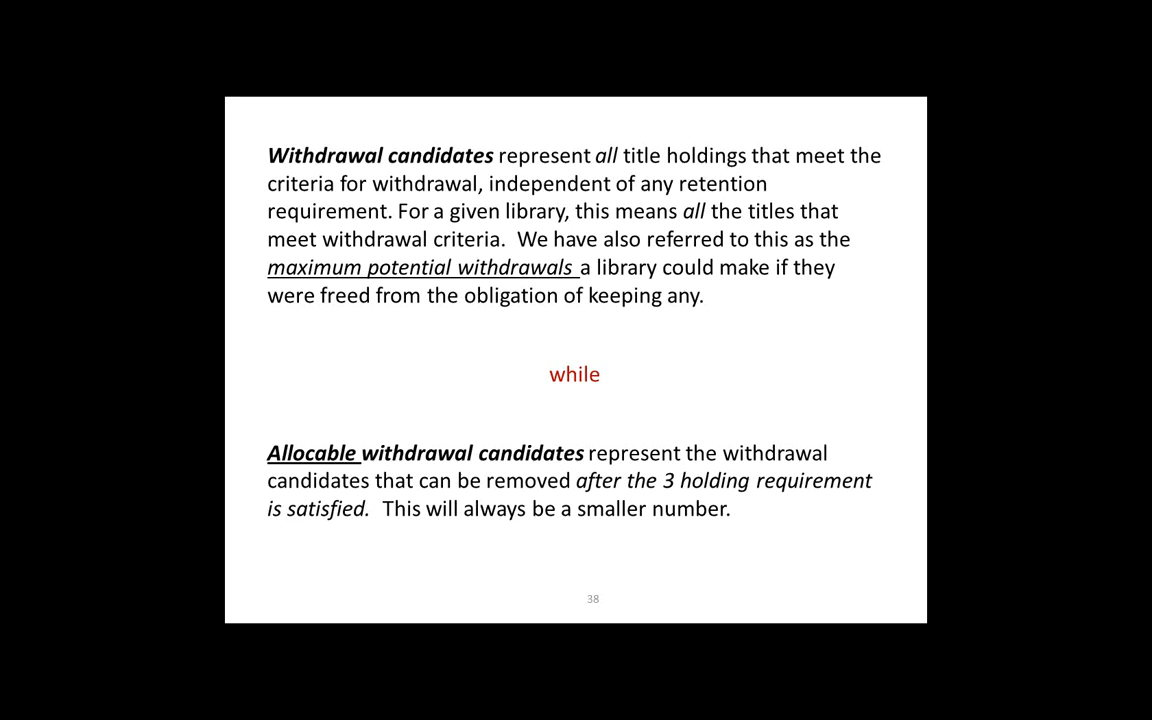 Withdrawal candidates represent all title holdings that meet the
criteria for withdrawal, independent of any retention
requirement. For a given library, this means all the titles that
meet withdrawal criteria.  We have also referred to this as the
maximum potential withdrawals a library could make if they
were freed from the obligation of keeping any.
while
Allocable withdrawal candidates represent the withdrawal
candidates that can be removed after the 3 holding requirement
is satisfied.  This will always be a smaller number.
38